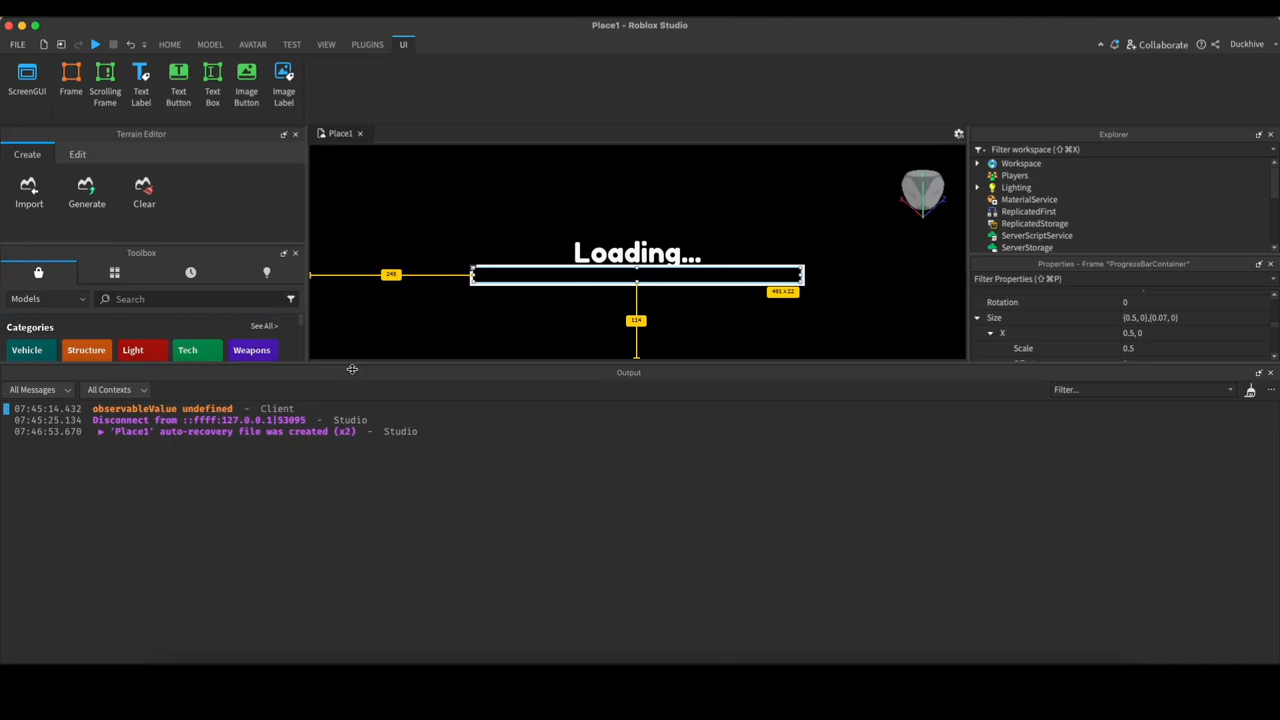 Place1 - Roblox Studio
FILE HOME MODEL AVATAR TEST VIEW PLUGINS UI Collaborate Duckhive
ScreenGUI Frame Scrolling Frame Text Label Text Button Text Box Image Button Image Label
Terrain Editor
Create Edit
Import Generate Clear
Toolbox
Models Search
Categories See All >
Vehicle Structure Light Tech Weapons
Place1
Loading...
245
491 x 22
114
Explorer
Filter workspace (⇧⌘X)
Workspace
Players
Lighting
MaterialService
ReplicatedFirst
ReplicatedStorage
ServerScriptService
ServerStorage
Properties - Frame "ProgressBarContainer"
Filter Properties (⇧⌘P)
Rotation 0
Size {0.5, 0},{0.07, 0}
X 0.5, 0
Scale 0.5
Output
All Messages All Contexts Filter...
07:45:14.432 observableValue undefined - Client
07:45:25.134 Disconnect from ::ffff:127.0.0.1|53095 - Studio
07:46:53.670 ▶ 'Place1' auto-recovery file was created (x2) - Studio